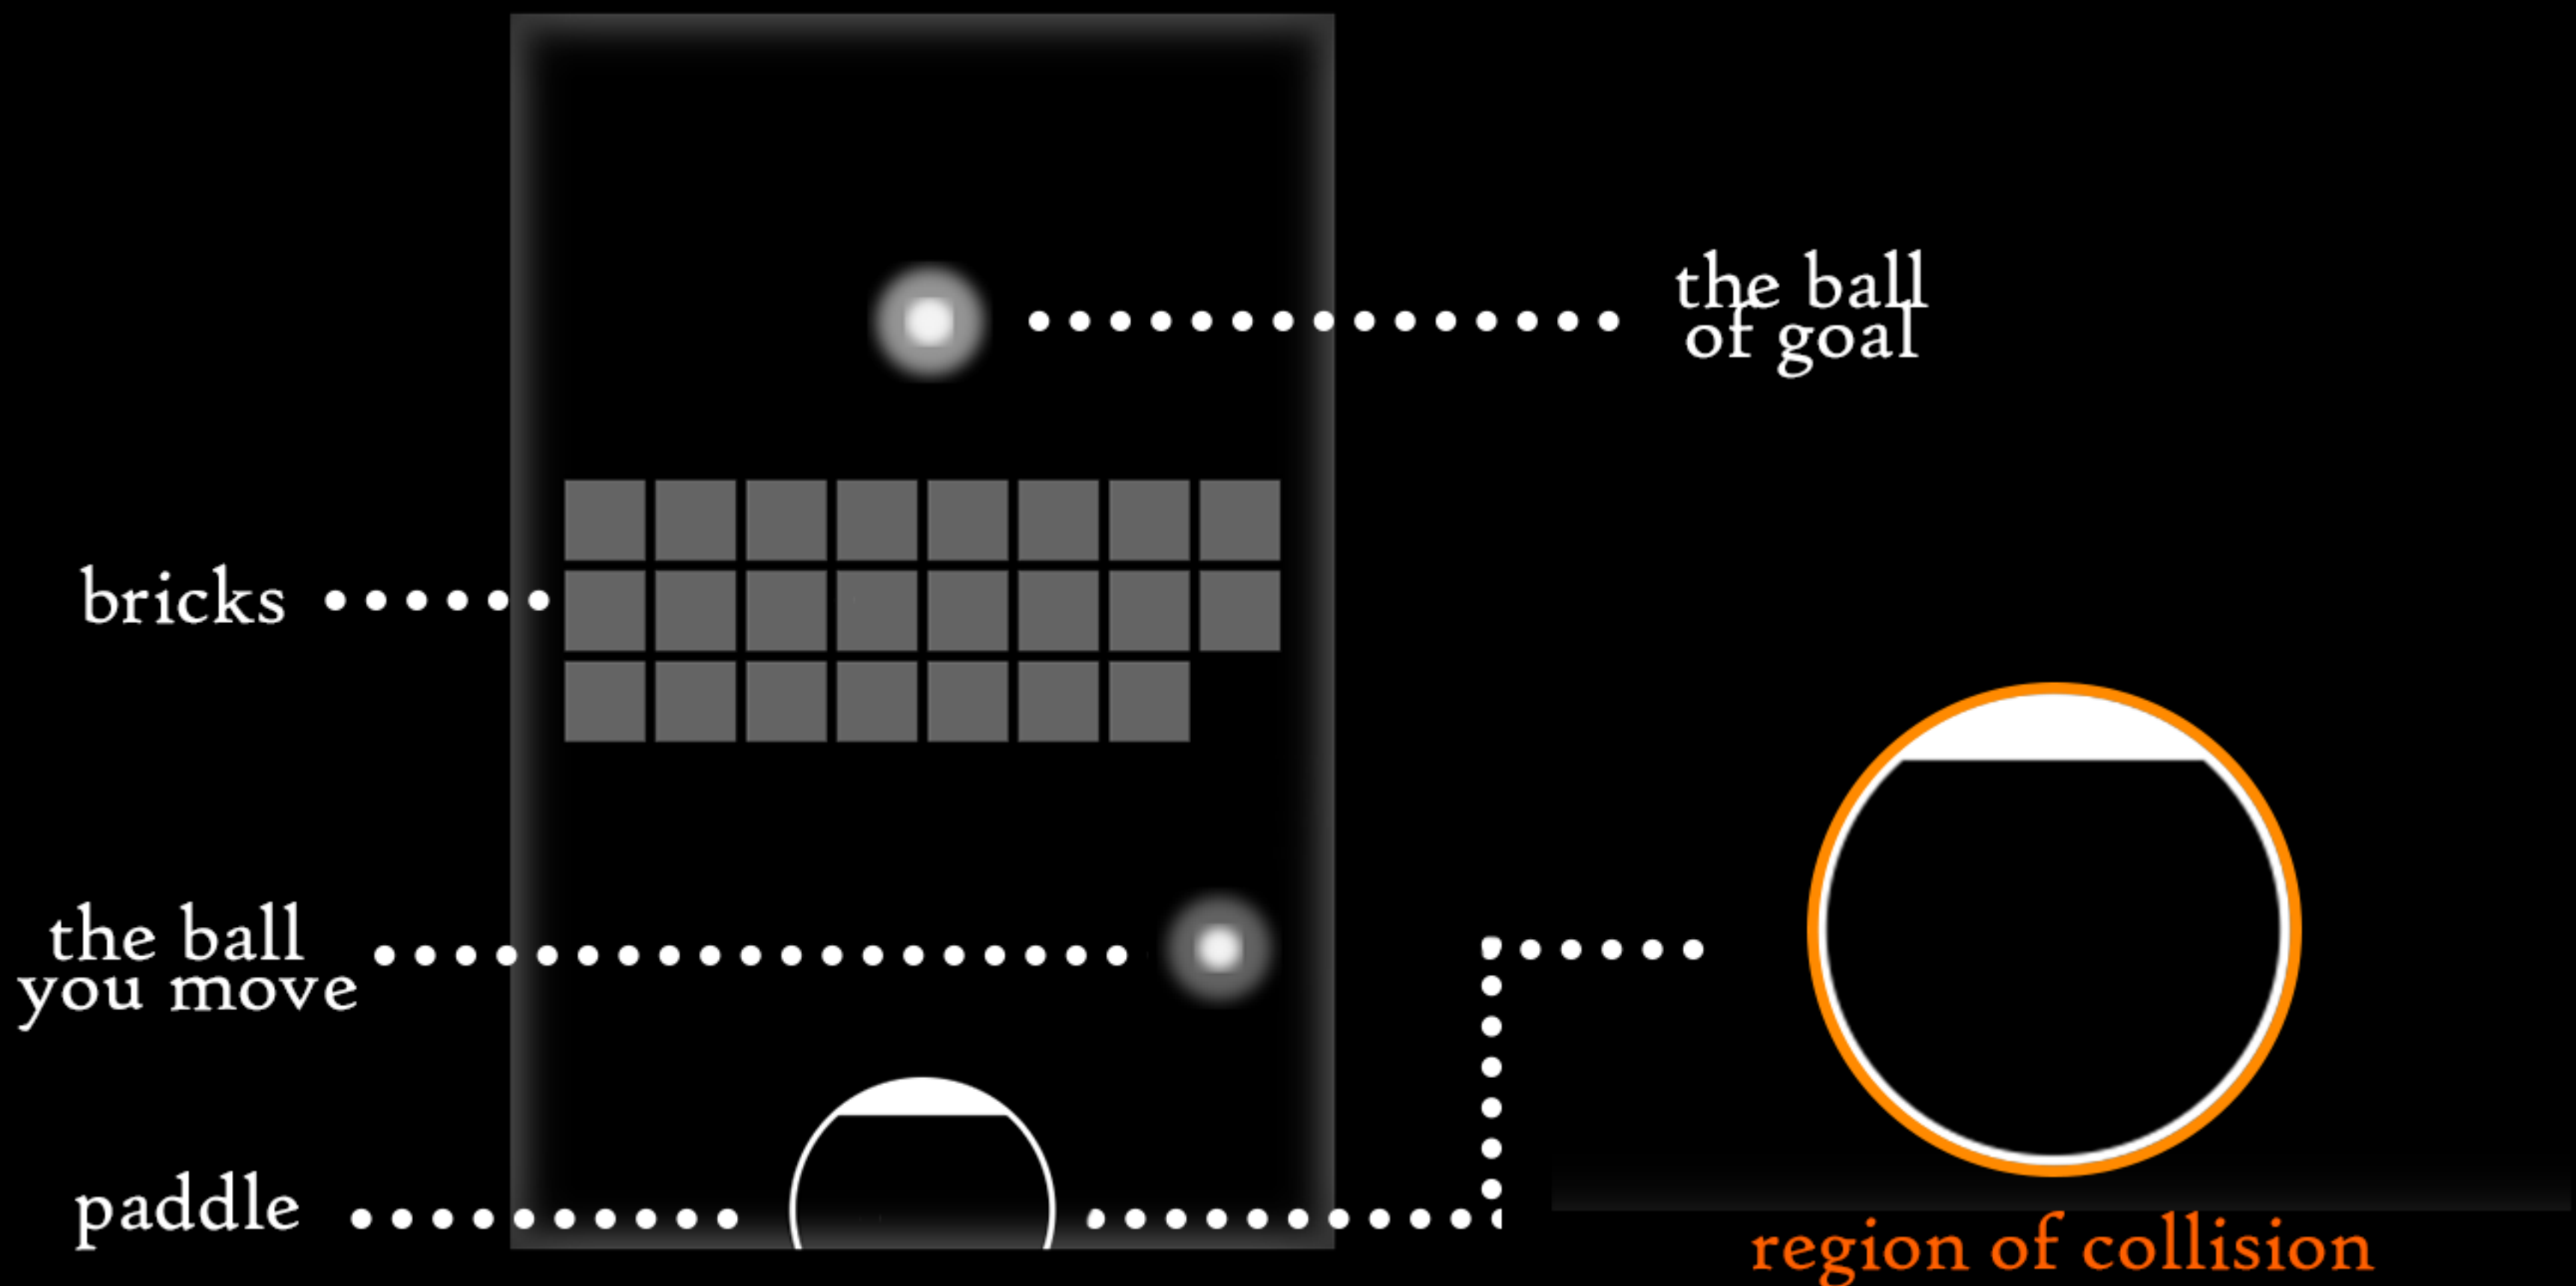 the ball
of goal
bricks
the ball
you move
paddle
region of collision